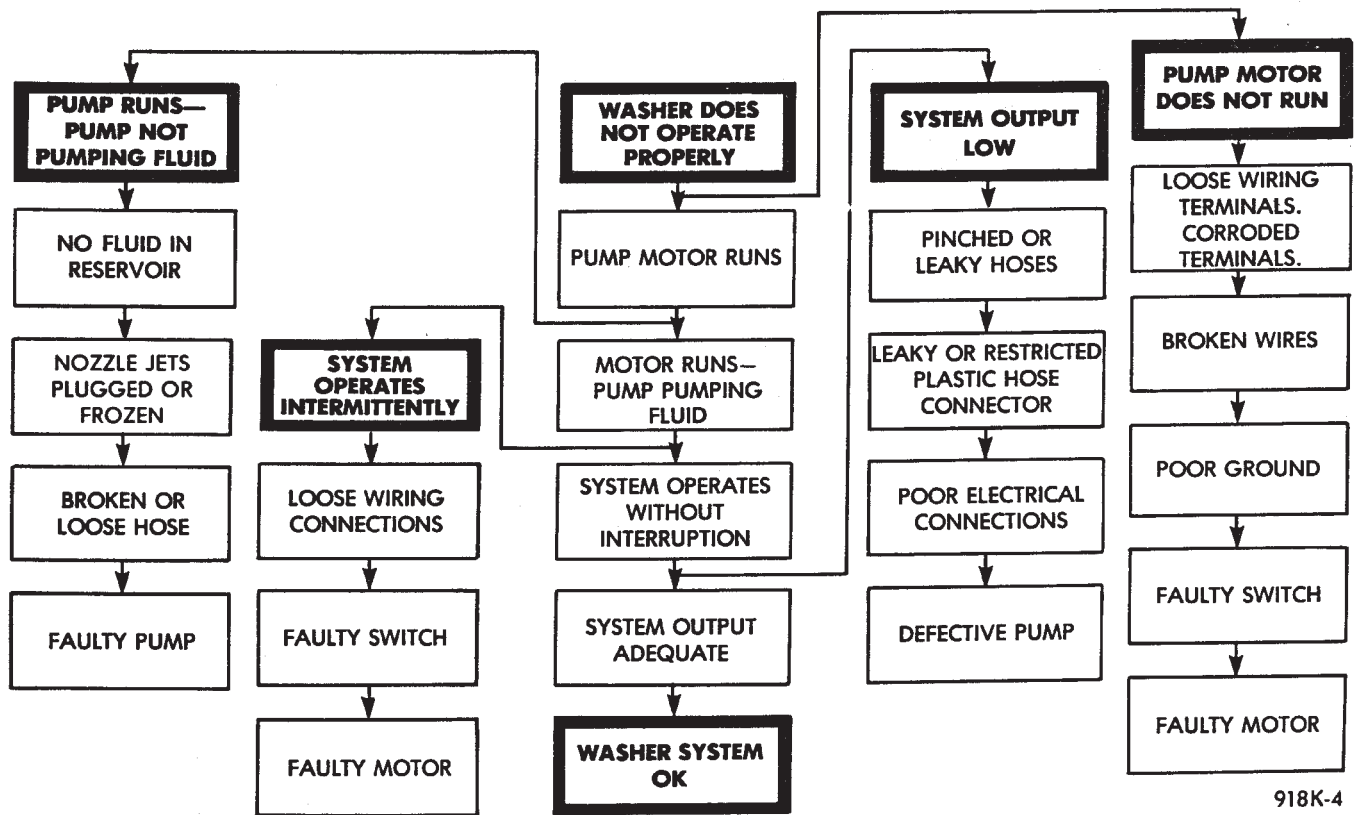 PUMP RUNS—
PUMP NOT
PUMPING FLUID
NO FLUID IN
RESERVOIR
NOZZLE JETS
PLUGGED OR
FROZEN
BROKEN OR
LOOSE HOSE
FAULTY PUMP
SYSTEM
OPERATES
INTERMITTENTLY
LOOSE WIRING
CONNECTIONS
FAULTY SWITCH
FAULTY MOTOR
WASHER DOES
NOT OPERATE
PROPERLY
PUMP MOTOR RUNS
MOTOR RUNS—
PUMP PUMPING
FLUID
SYSTEM OPERATES
WITHOUT
INTERRUPTION
SYSTEM OUTPUT
ADEQUATE
WASHER SYSTEM
OK
SYSTEM OUTPUT
LOW
PINCHED OR
LEAKY HOSES
LEAKY OR RESTRICTED
PLASTIC HOSE
CONNECTOR
POOR ELECTRICAL
CONNECTIONS
DEFECTIVE PUMP
PUMP MOTOR
DOES NOT RUN
LOOSE WIRING
TERMINALS.
CORRODED
TERMINALS.
BROKEN WIRES
POOR GROUND
FAULTY SWITCH
FAULTY MOTOR
918K-4